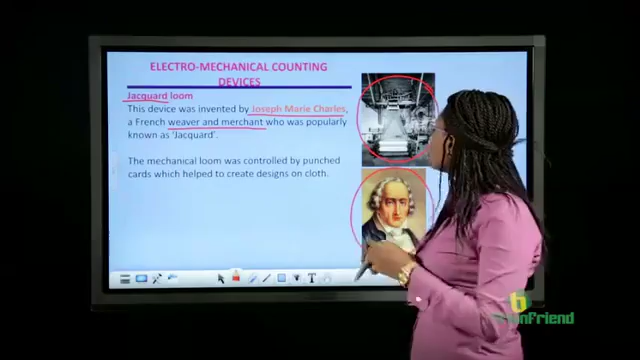 ELECTRO-MECHANICAL COUNTING
DEVICES
Jacquard loom
This device was invented by Joseph Marie Charles,
a French weaver and merchant who was popularly
known as 'Jacquard'.
The mechanical loom was controlled by punched
cards which helped to create designs on cloth.